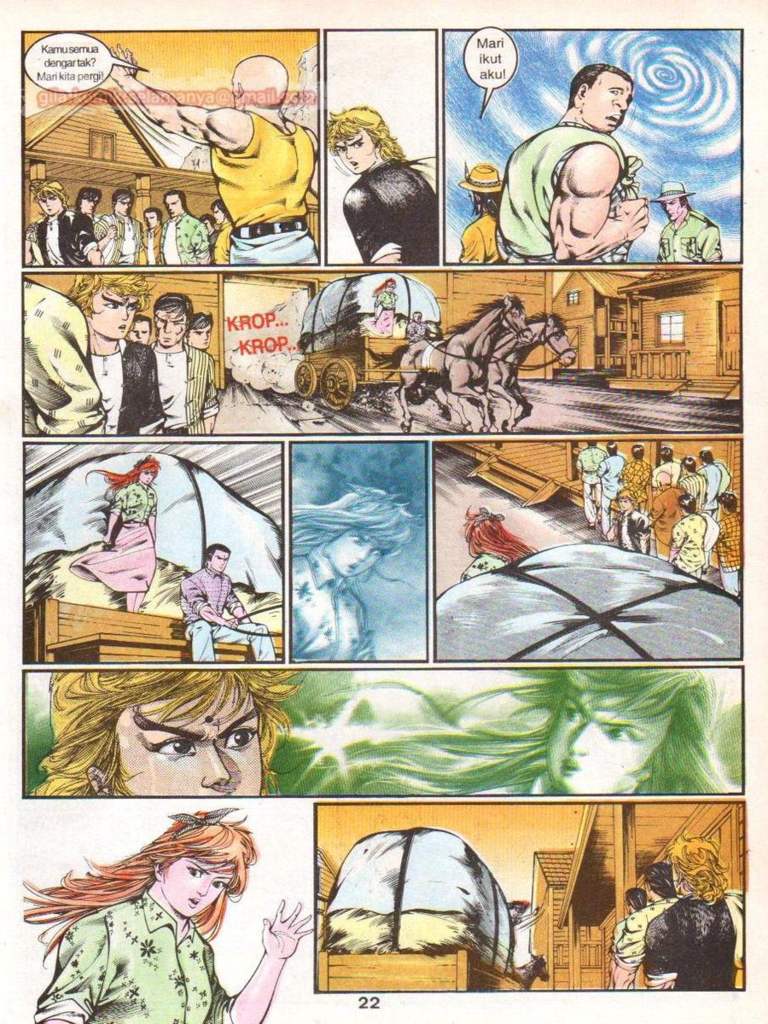 Kamu semua
dengar tak?
Mari kita pergi!
Mari
ikut
aku!
KROP...
KROP..
22